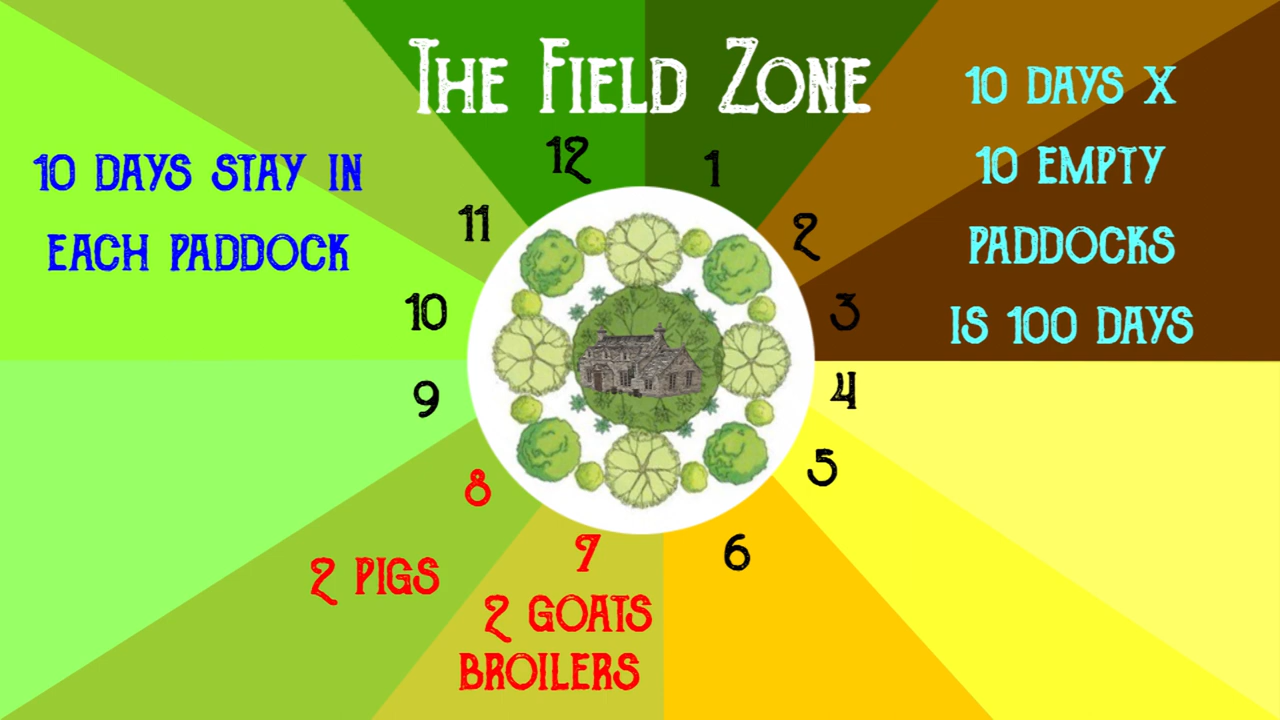 The Field Zone
10 days stay in
each paddock
10 days x
10 empty
paddocks
is 100 days
12
1
11
2
10
3
9
4
8
5
7
6
2 pigs
2 goats
broilers